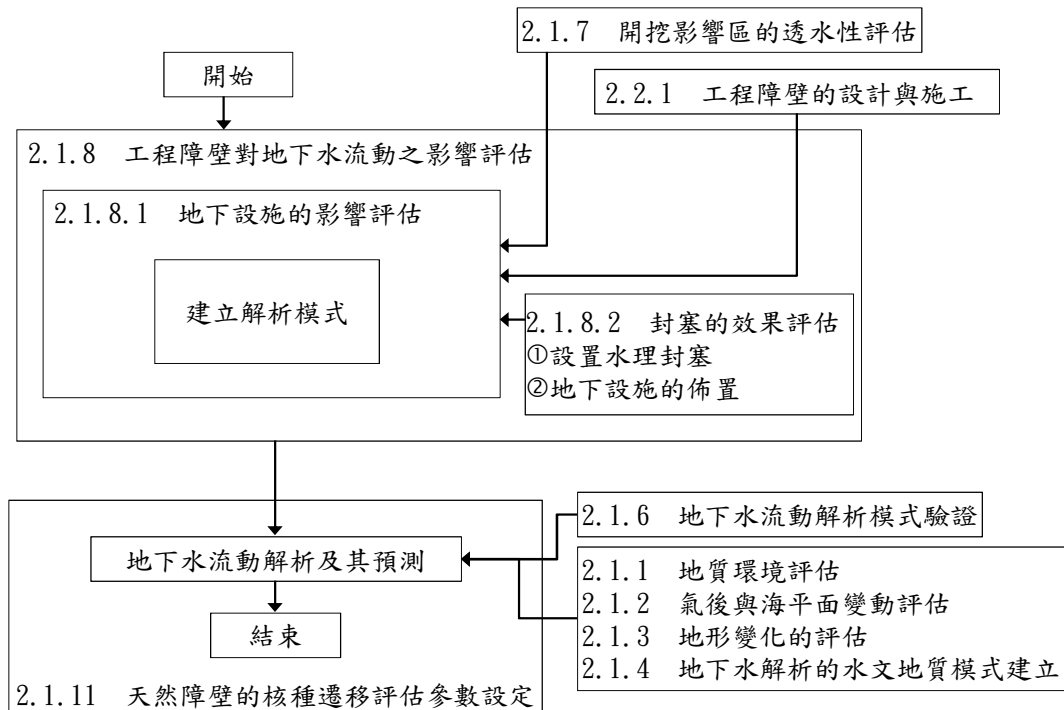 2.1.7 開挖影響區的透水性評估
開始
2.2.1 工程障壁的設計與施工
2.1.8 工程障壁對地下水流動之影響評估
2.1.8.1 地下設施的影響評估
建立解析模式
2.1.8.2 封塞的效果評估
①設置水理封塞
②地下設施的佈置
2.1.6 地下水流動解析模式驗證
地下水流動解析及其預測
2.1.1 地質環境評估
2.1.2 氣後與海平面變動評估
2.1.3 地形變化的評估
2.1.4 地下水解析的水文地質模式建立
結束
2.1.11 天然障壁的核種遷移評估參數設定